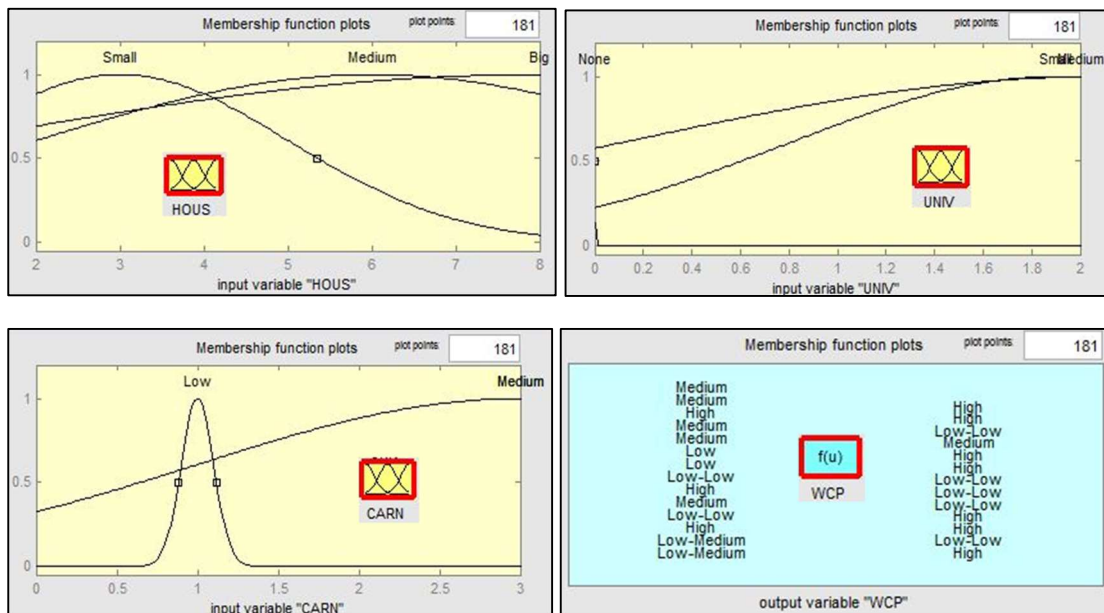 Membership function plots plot points: 181
Small Medium Big
1
0.5
0
HOUS
2 3 4 5 6 7 8
input variable "HOUS"
Membership function plots plot points: 181
None Medium
1
0.5
0
UNIV
0 0.2 0.4 0.6 0.8 1 1.2 1.4 1.6 1.8 2
input variable "UNIV"
Membership function plots plot points: 181
Low Medium
1
0.5
0
CARN
0 0.5 1 1.5 2 2.5 3
input variable "CARN"
Membership function plots plot points: 181
Medium
Medium
High
Medium
Medium
Low
Low
Low-Low
High
Medium
Low-Low
High
Low-Medium
Low-Medium
f(u)
WCP
High
High
Low-Low
Medium
High
High
Low-Low
Low-Low
Low-Low
High
High
Low-Low
High
output variable "WCP"